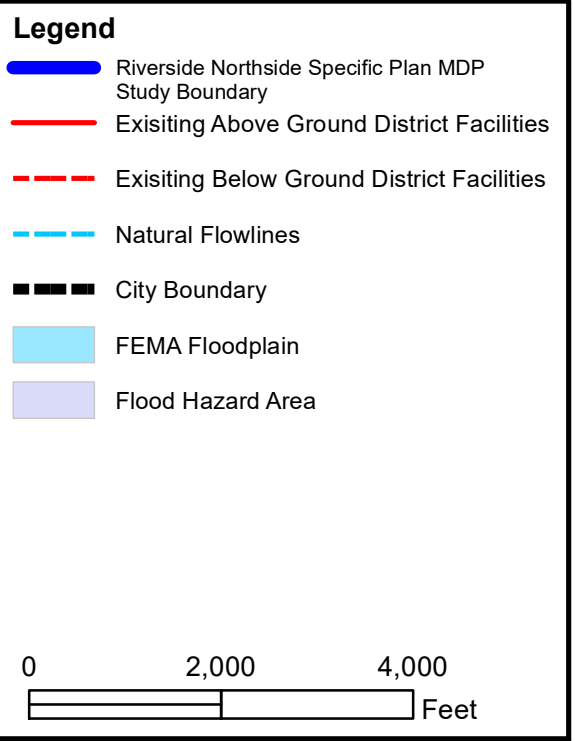 Legend
Riverside Northside Specific Plan MDP
Study Boundary
Exisiting Above Ground District Facilities
Exisiting Below Ground District Facilities
Natural Flowlines
City Boundary
FEMA Floodplain
Flood Hazard Area
0 2,000 4,000
Feet